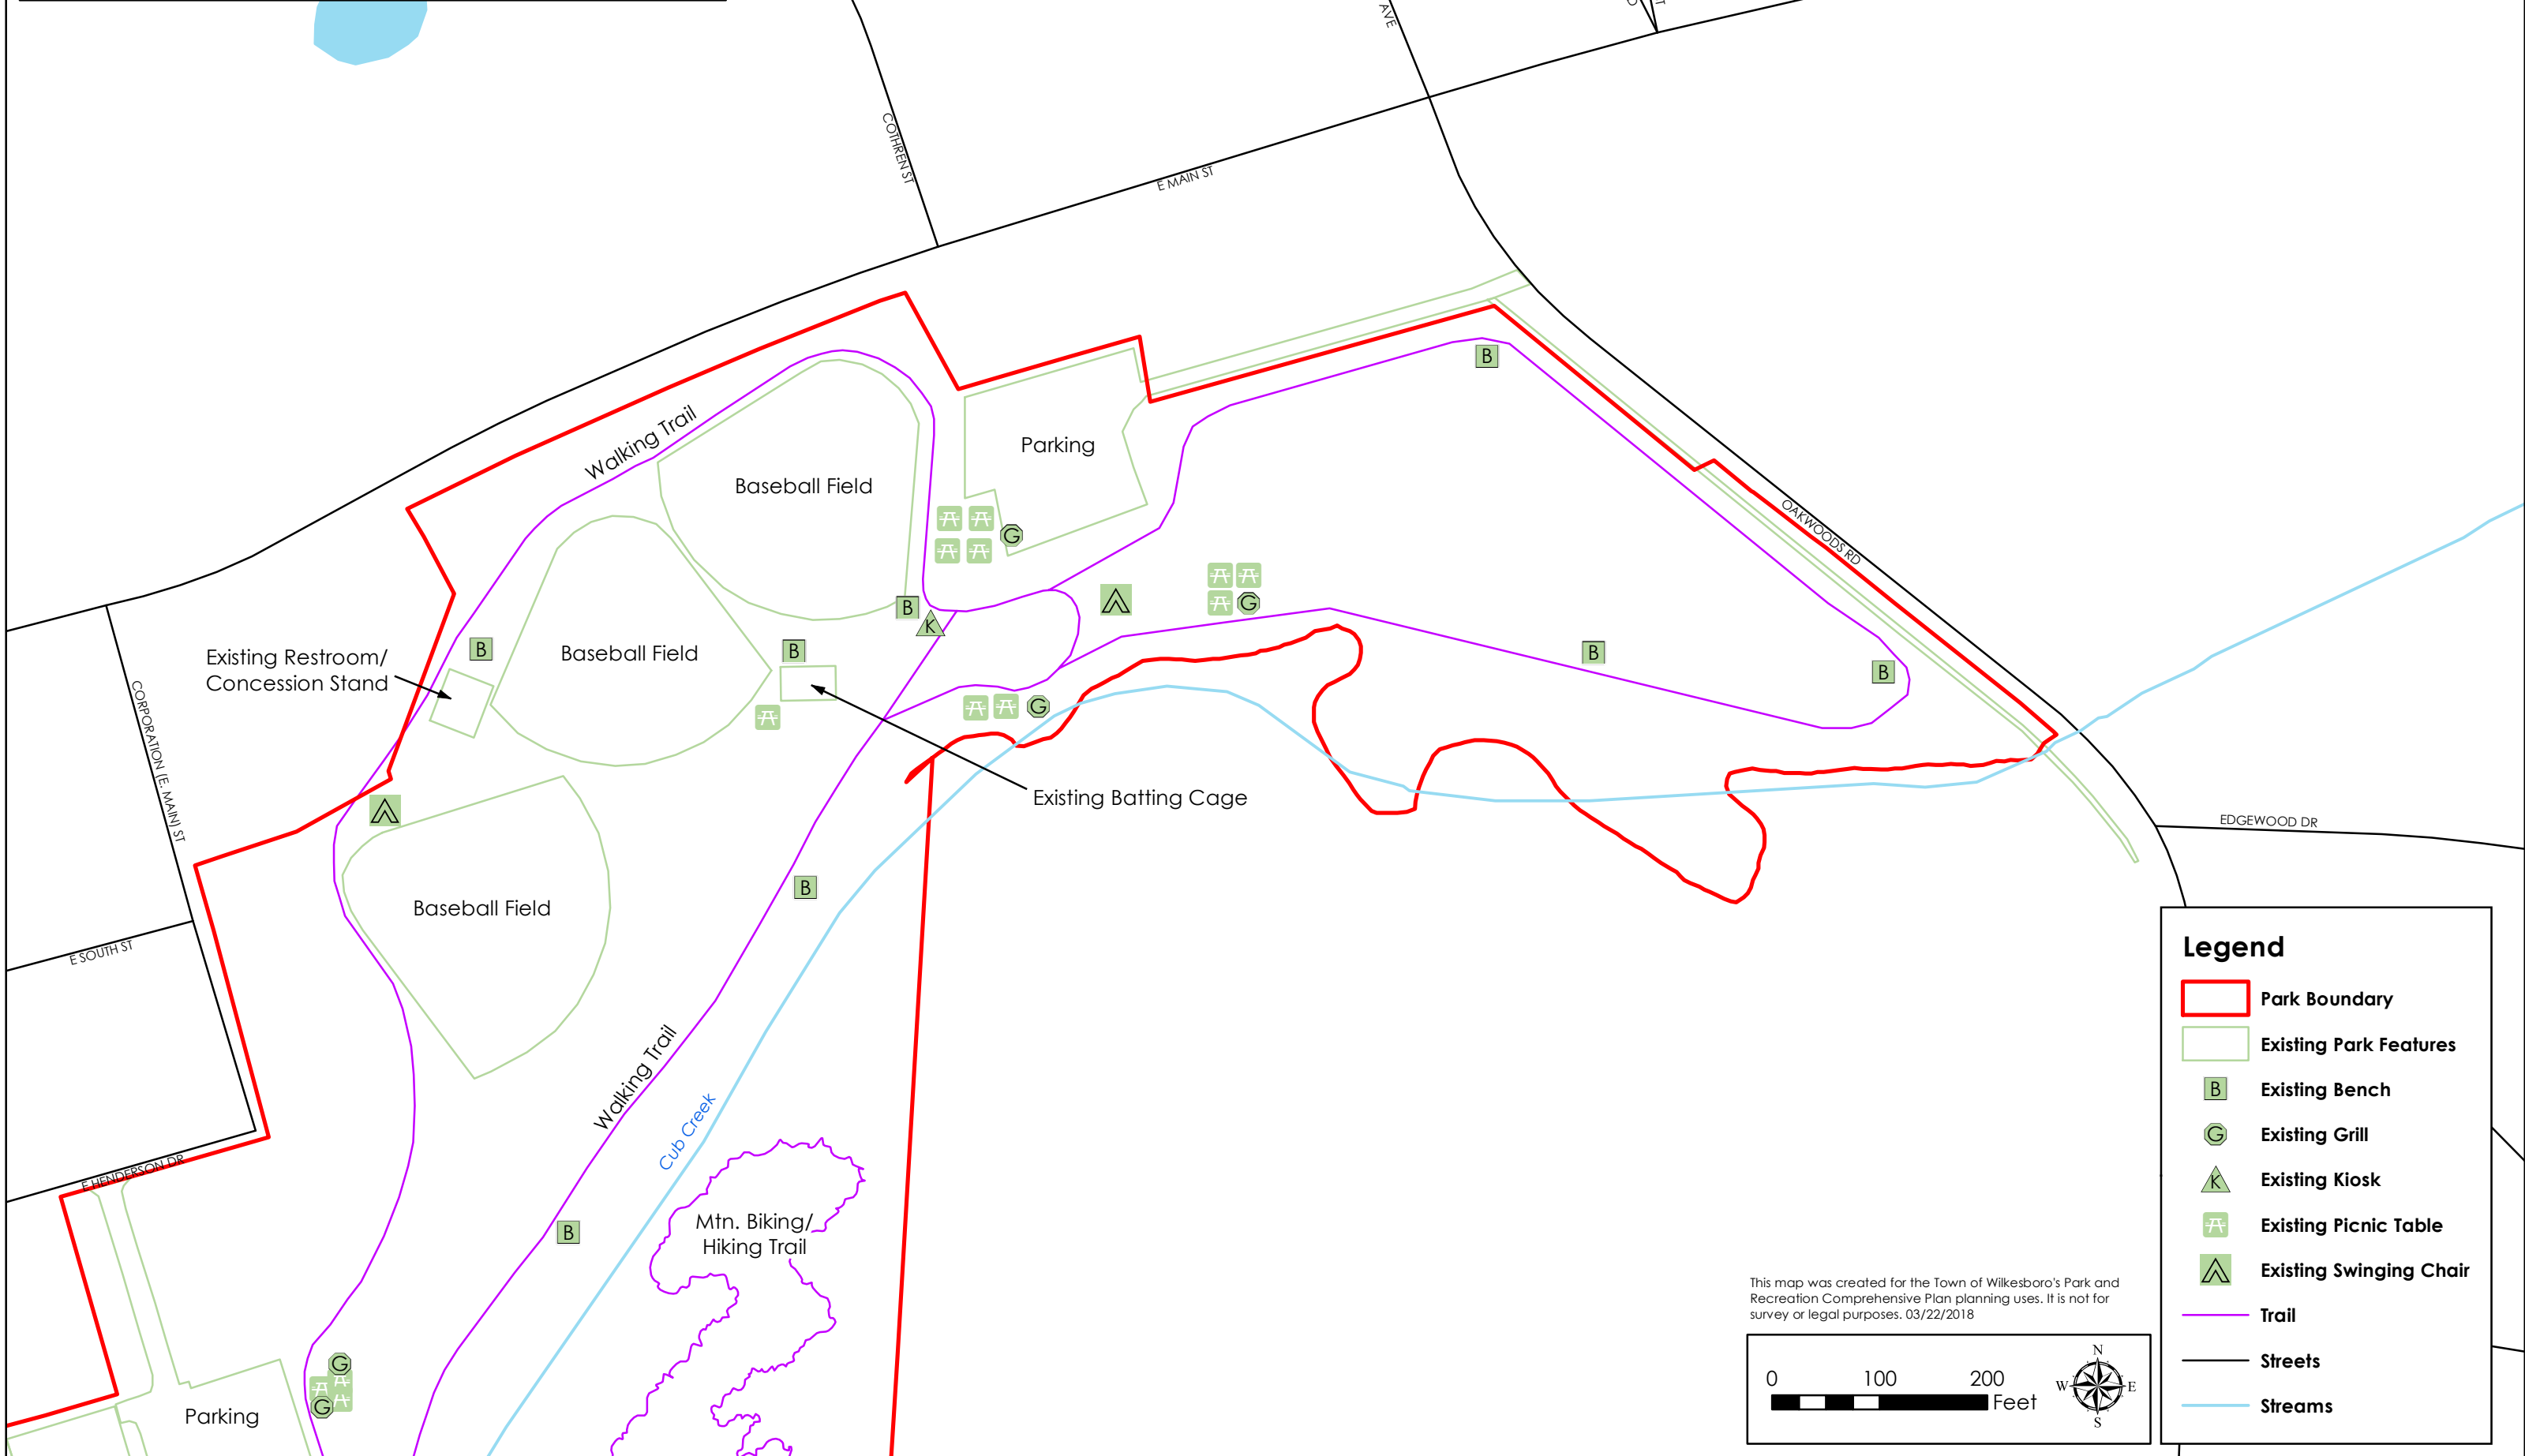 AVE
COTHREN ST
E MAIN ST
B
Walking Trail
Parking
Baseball Field
G
OAKWOODS RD
G
B
K
B
B
B
B
Existing Restroom/
Concession Stand
Baseball Field
G
CORPORATION (E. MAIN) ST
Existing Batting Cage
EDGEWOOD DR
B
Baseball Field
E SOUTH ST
Walking Trail
Cub Creek
E HENDERSON DR
B
Mtn. Biking/
Hiking Trail
G
G
Parking
Legend
Park Boundary
Existing Park Features
B Existing Bench
G Existing Grill
K Existing Kiosk
Existing Picnic Table
Existing Swinging Chair
Trail
Streets
Streams
This map was created for the Town of Wilkesboro's Park and
Recreation Comprehensive Plan planning uses. It is not for
survey or legal purposes. 03/22/2018
0 100 200
Feet
N
W E
S